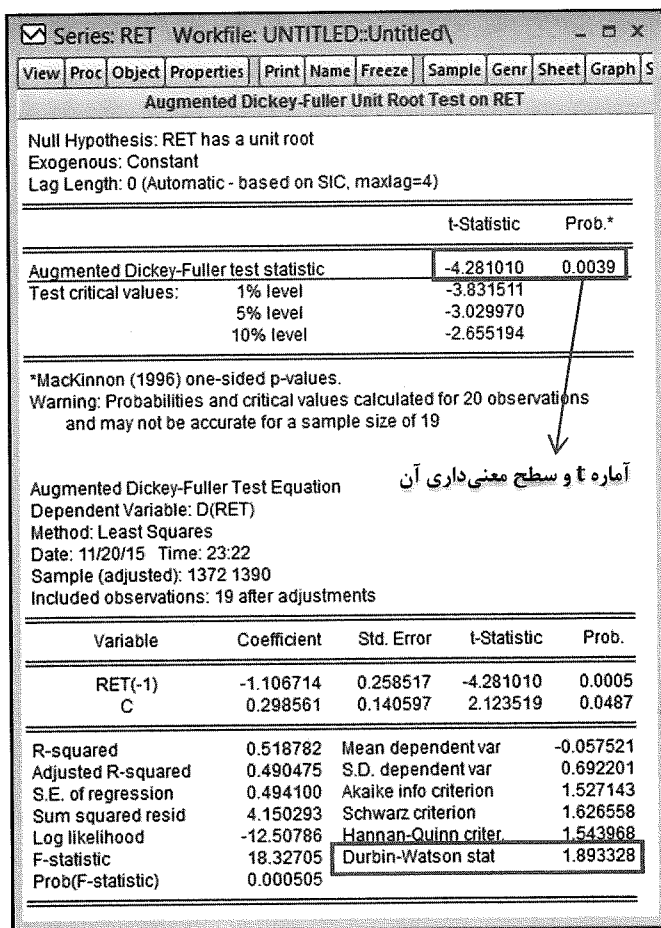 Series: RET Workfile: UNTITLED::Untitled\
View Proc Object Properties Print Name Freeze Sample Genr Sheet Graph S
Augmented Dickey-Fuller Unit Root Test on RET
Null Hypothesis: RET has a unit root
Exogenous: Constant
Lag Length: 0 (Automatic - based on SIC, maxlag=4)
t-Statistic Prob.*
Augmented Dickey-Fuller test statistic -4.281010 0.0039
Test critical values: 1% level -3.831511
5% level -3.029970
10% level -2.655194
*MacKinnon (1996) one-sided p-values.
Warning: Probabilities and critical values calculated for 20 observations
and may not be accurate for a sample size of 19
آماره t و سطح معنی‌داری آن
Augmented Dickey-Fuller Test Equation
Dependent Variable: D(RET)
Method: Least Squares
Date: 11/20/15 Time: 23:22
Sample (adjusted): 1372 1390
Included observations: 19 after adjustments
Variable Coefficient Std. Error t-Statistic Prob.
RET(-1) -1.106714 0.258517 -4.281010 0.0005
C 0.298561 0.140597 2.123519 0.0487
R-squared 0.518782 Mean dependent var -0.057521
Adjusted R-squared 0.490475 S.D. dependent var 0.692201
S.E. of regression 0.494100 Akaike info criterion 1.527143
Sum squared resid 4.150293 Schwarz criterion 1.626558
Log likelihood -12.50786 Hannan-Quinn criter. 1.543968
F-statistic 18.32705 Durbin-Watson stat 1.893328
Prob(F-statistic) 0.000505